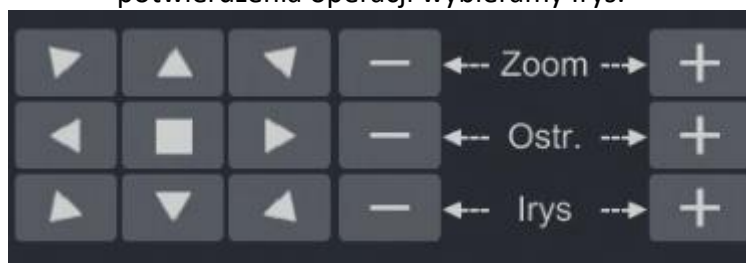 potwierdzenia operacji wybieramy Irys.
— ← - - Zoom - - → +
— ← - - Ostr. - - → +
— ← - - Irys - - → +